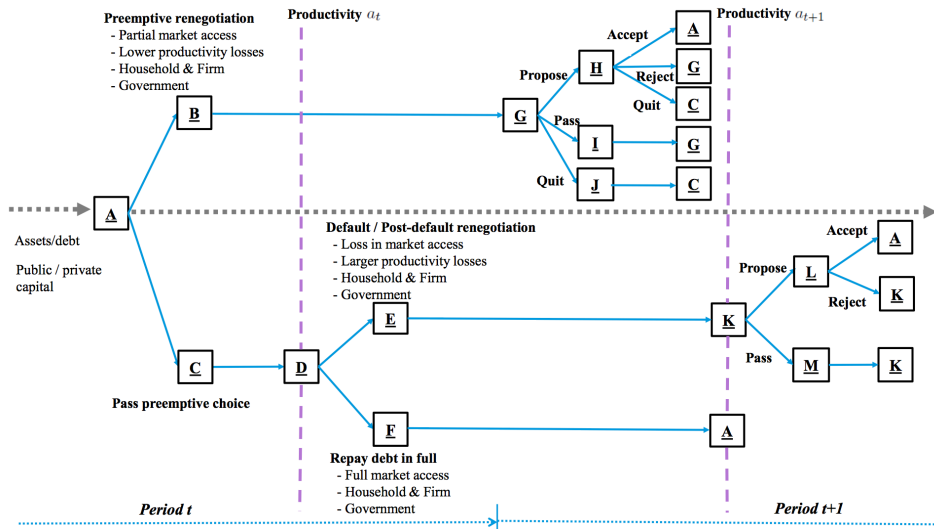 Preemptive renegotiation
- Partial market access
- Lower productivity losses
- Household & Firm
- Government
Productivity a_t
Productivity a_{t+1}
B
G
Propose
Pass
Quit
H
I
J
Accept
Reject
Quit
A
G
C
G
C
A
Assets/debt
Public / private
capital
Default / Post-default renegotiation
- Loss in market access
- Larger productivity losses
- Household & Firm
- Government
C
Pass preemptive choice
D
E
F
Repay debt in full
- Full market access
- Household & Firm
- Government
K
Propose
Pass
L
M
Accept
Reject
A
K
K
A
Period t
Period t+1